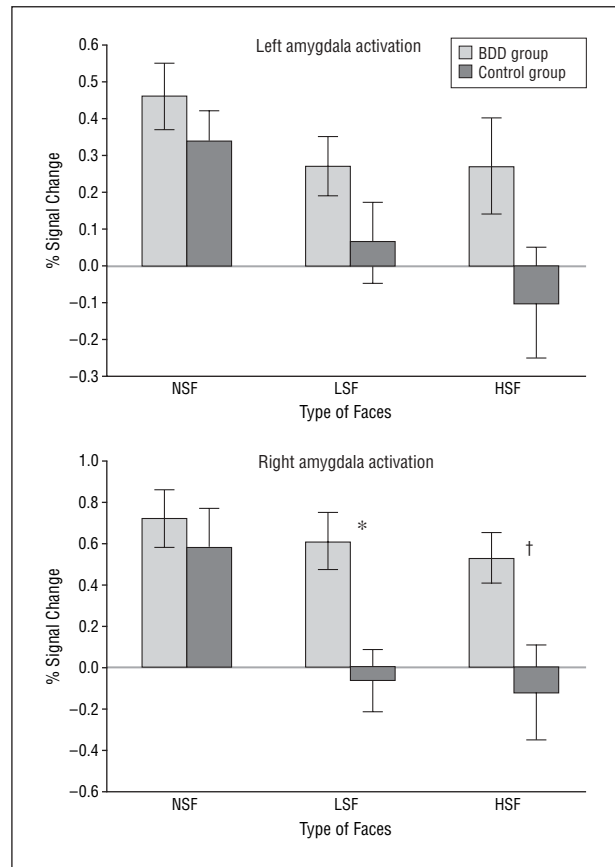 Left amygdala activation
BDD group
Control group
0.6
0.5
0.4
0.3
0.2
0.1
0.0
–0.1
–0.2
–0.3
% Signal Change
NSF LSF HSF
Type of Faces
Right amygdala activation
1.0
0.8
0.6
0.4
0.2
0.0
–0.2
–0.4
–0.6
% Signal Change
*
†
NSF LSF HSF
Type of Faces